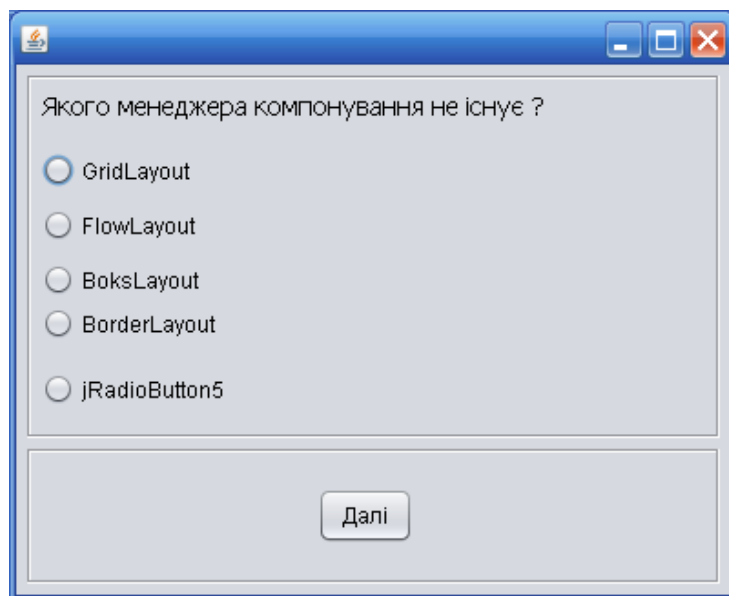 Якого менеджера компонування не існує ?
GridLayout
FlowLayout
BoksLayout
BorderLayout
jRadioButton5
Далі